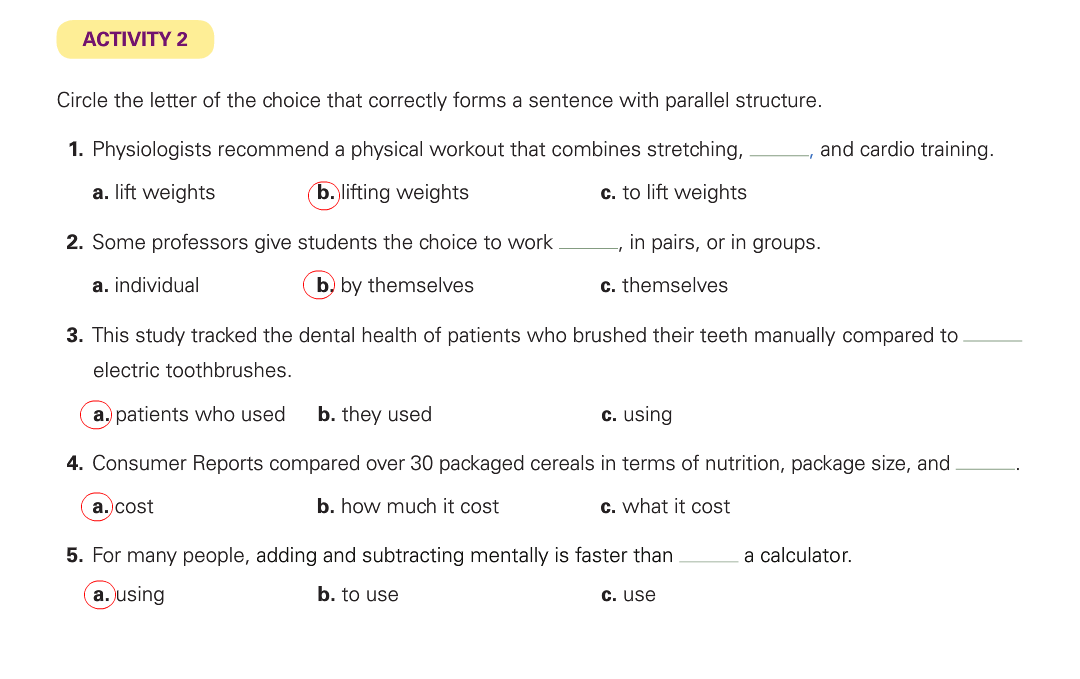 ACTIVITY 2
Circle the letter of the choice that correctly forms a sentence with parallel structure.
1. Physiologists recommend a physical workout that combines stretching, ______, and cardio training.
a. lift weights b. lifting weights c. to lift weights
2. Some professors give students the choice to work ______, in pairs, or in groups.
a. individual b. by themselves c. themselves
3. This study tracked the dental health of patients who brushed their teeth manually compared to ______
electric toothbrushes.
a. patients who used b. they used c. using
4. Consumer Reports compared over 30 packaged cereals in terms of nutrition, package size, and ______.
a. cost b. how much it cost c. what it cost
5. For many people, adding and subtracting mentally is faster than ______ a calculator.
a. using b. to use c. use